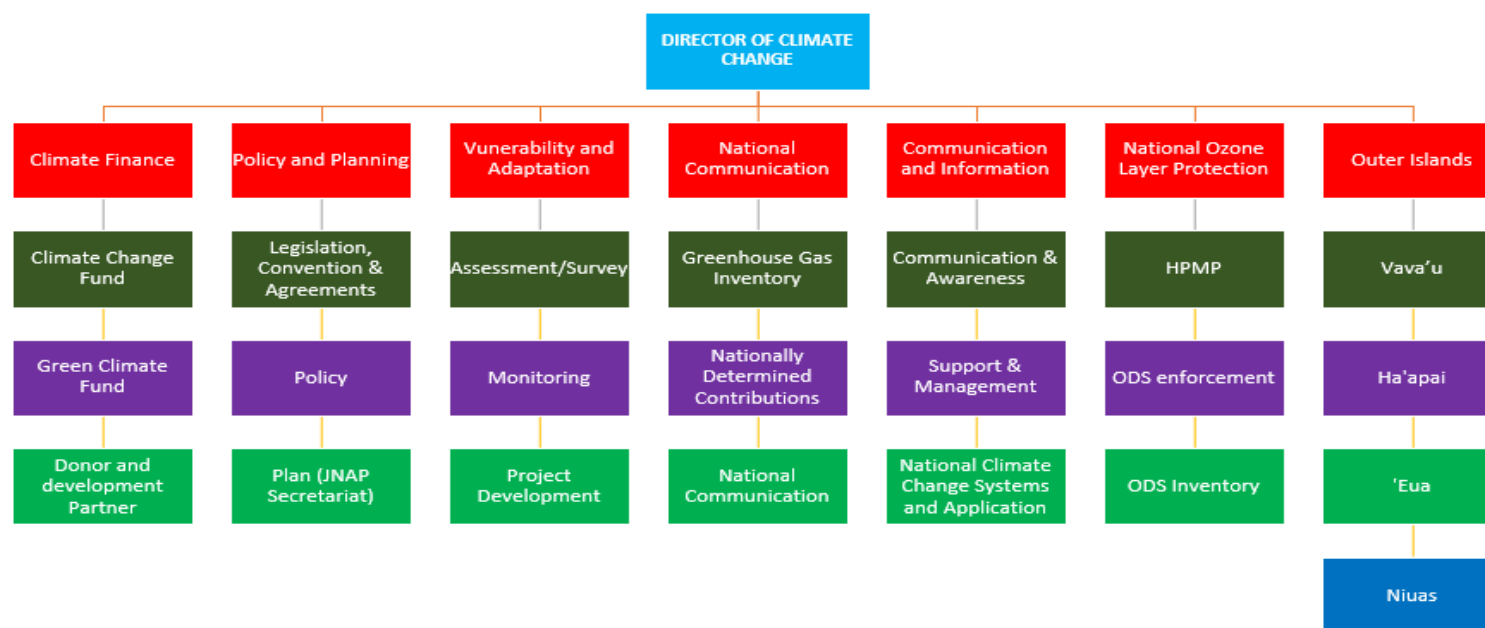 DIRECTOR OF CLIMATE
CHANGE
Climate Finance
Policy and Planning
Vunerability and
Adaptation
National
Communication
Communication
and Information
National Ozone
Layer Protection
Outer Islands
Climate Change
Fund
Legislation,
Convention &
Agreements
Assessment/Survey
Greenhouse Gas
Inventory
Communication &
Awareness
HPMP
Vava’u
Green Climate
Fund
Policy
Monitoring
Nationally
Determined
Contributions
Support &
Management
ODS enforcement
Ha'apai
Donor and
development
Partner
Plan (JNAP
Secretariat)
Project
Development
National
Communication
National Climate
Change Systems
and Application
ODS Inventory
'Eua
Niuas